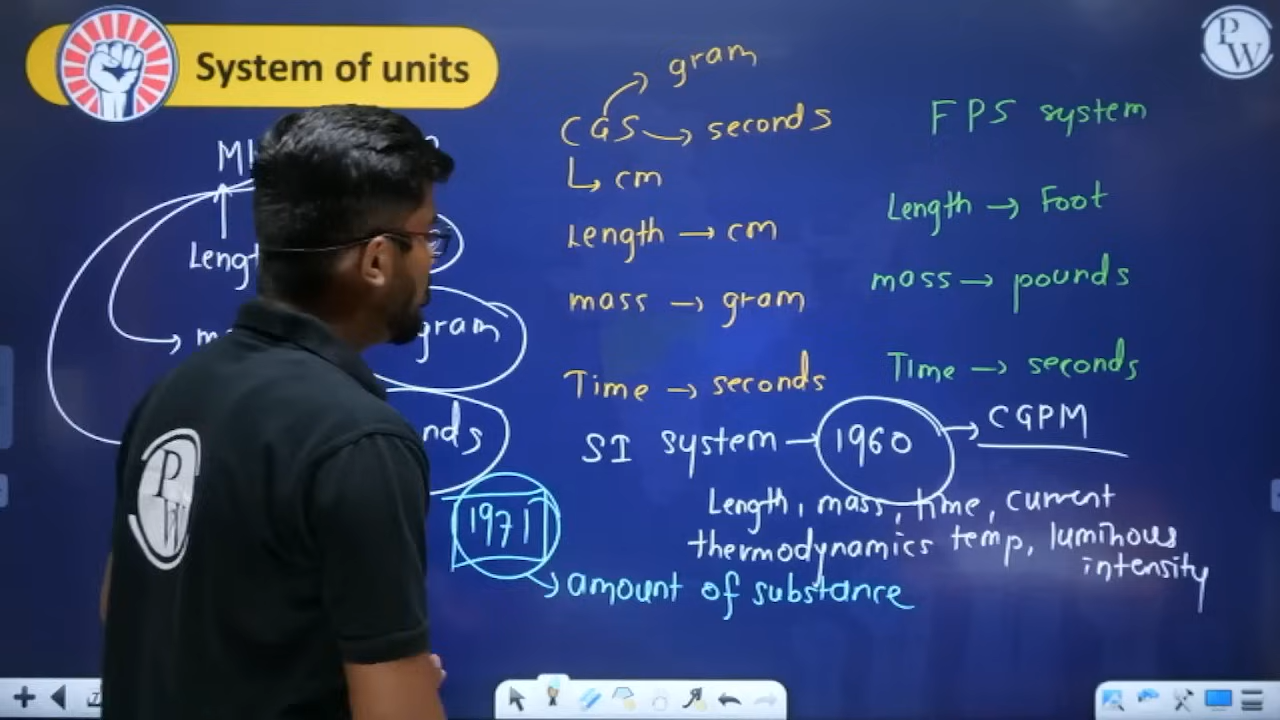 System of units
PW
gram
CGS → seconds
FPS system
↳ cm
Length → cm
Length → Foot
mass → gram
mass → pounds
gram
Time → seconds
Time → seconds
SI system → 1960 → CGPM
1971
Length, mass, time, current
thermodynamics temp, luminous
intensity
→ amount of substance
PW